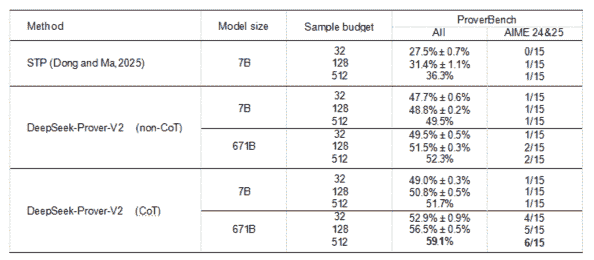 Method Model size Sample budget ProverBench
All AIME 24&25
STP (Dong and Ma,2025) 7B 32 27.5% ± 0.7% 0/15
128 31.4% ± 1.1% 1/15
512 36.3% 1/15
DeepSeek-Prover-V2 (non-CoT) 7B 32 47.7% ± 0.6% 1/15
128 48.8% ± 0.2% 1/15
512 49.5% 1/15
671B 32 49.5% ± 0.5% 1/15
128 51.5% ± 0.3% 2/15
512 52.3% 2/15
DeepSeek-Prover-V2 (CoT) 7B 32 49.0% ± 0.3% 1/15
128 50.8% ± 0.5% 1/15
512 51.7% 1/15
671B 32 52.9% ± 0.9% 4/15
128 56.5% ± 0.5% 5/15
512 59.1% 6/15